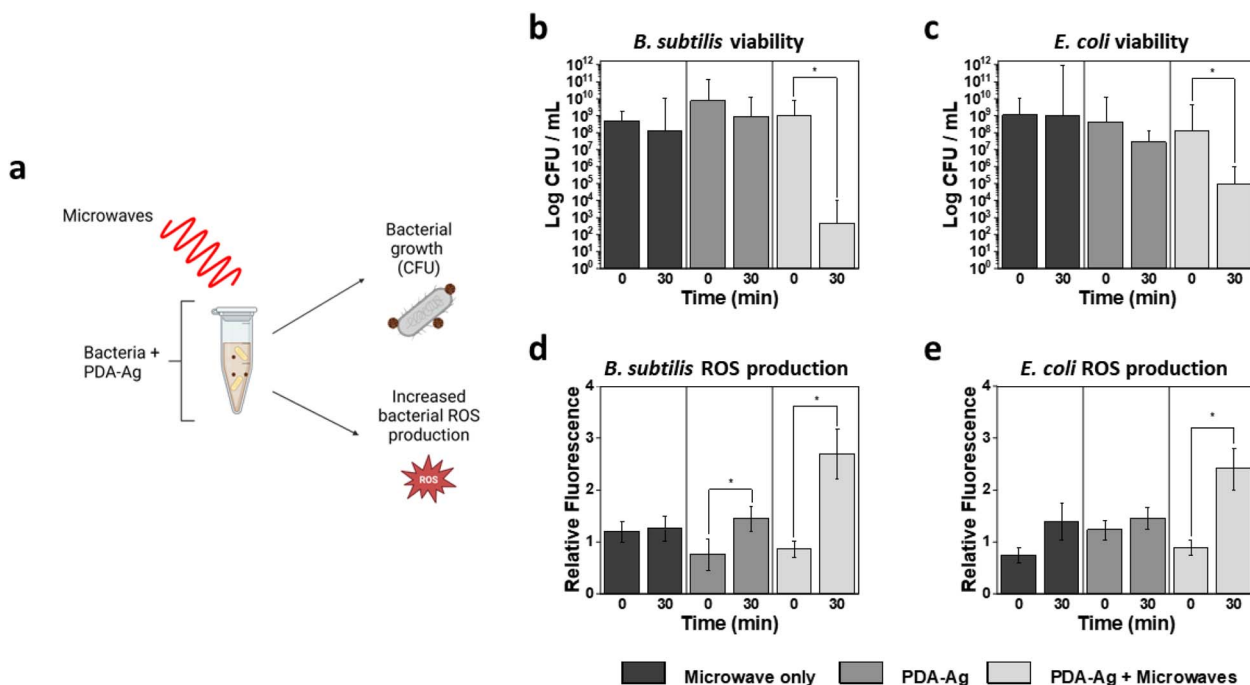 a
Microwaves
Bacteria +
PDA-Ag
Bacterial
growth
(CFU)
Increased
bacterial ROS
production
ROS
b
B. subtilis viability
Log CFU / mL
10¹²
10¹¹
10¹⁰
10⁹
10⁸
10⁷
10⁶
10⁵
10⁴
10³
10²
10¹
10⁰
*
0 30 0 30 0 30
Time (min)
c
E. coli viability
Log CFU / mL
10¹²
10¹¹
10¹⁰
10⁹
10⁸
10⁷
10⁶
10⁵
10⁴
10³
10²
10¹
10⁰
*
0 30 0 30 0 30
Time (min)
d
B. subtilis ROS production
Relative Fluorescence
4
3
2
1
0
*
*
0 30 0 30 0 30
Time (min)
e
E. coli ROS production
Relative Fluorescence
4
3
2
1
0
*
0 30 0 30 0 30
Time (min)
Microwave only PDA-Ag PDA-Ag + Microwaves